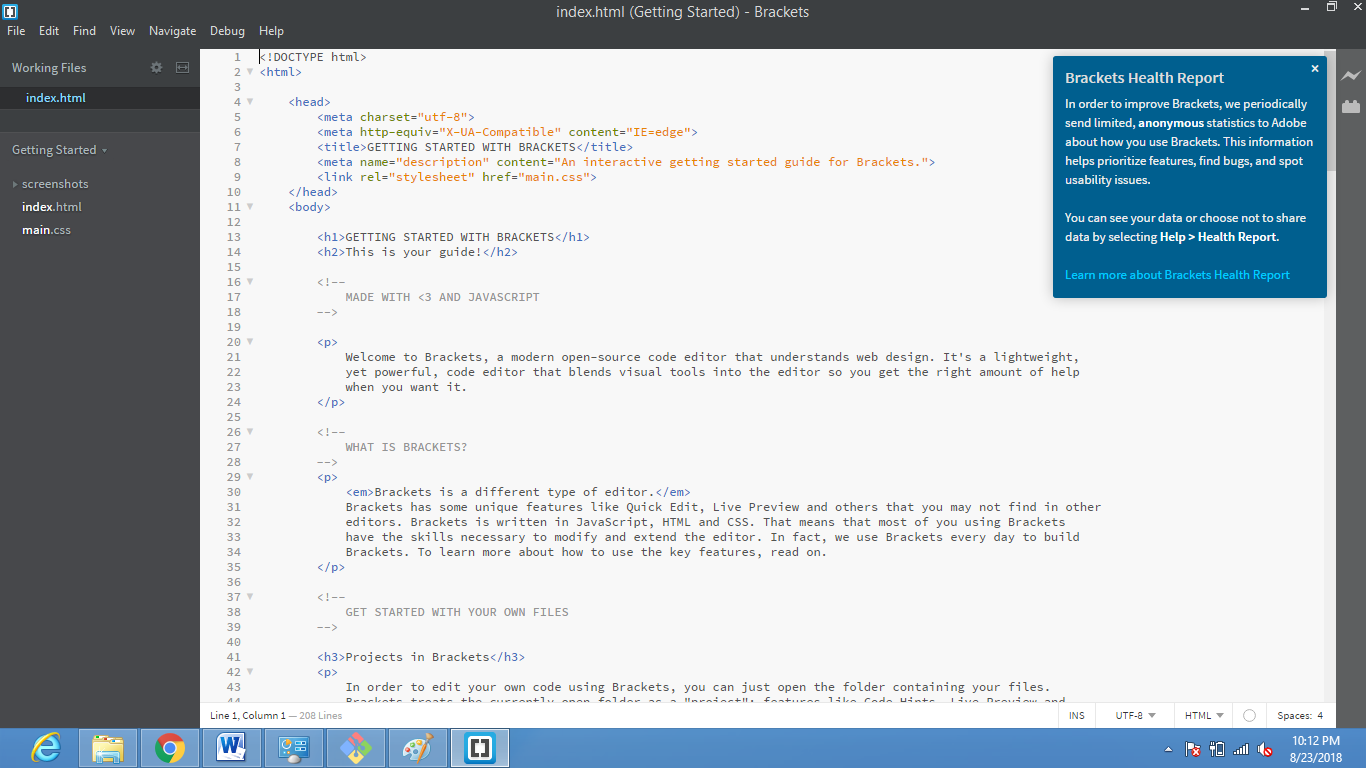 index.html (Getting Started) - Brackets
File Edit Find View Navigate Debug Help
Working Files
index.html
Getting Started
screenshots
index.html
main.css
1 <!DOCTYPE html>
2 <html>
3
4 <head>
5 <meta charset="utf-8">
6 <meta http-equiv="X-UA-Compatible" content="IE=edge">
7 <title>GETTING STARTED WITH BRACKETS</title>
8 <meta name="description" content="An interactive getting started guide for Brackets.">
9 <link rel="stylesheet" href="main.css">
10 </head>
11 <body>
12
13 <h1>GETTING STARTED WITH BRACKETS</h1>
14 <h2>This is your guide!</h2>
15
16 <!--
17 MADE WITH <3 AND JAVASCRIPT
18 -->
19
20 <p>
21 Welcome to Brackets, a modern open-source code editor that understands web design. It's a lightweight,
22 yet powerful, code editor that blends visual tools into the editor so you get the right amount of help
23 when you want it.
24 </p>
25
26 <!--
27 WHAT IS BRACKETS?
28 -->
29 <p>
30 <em>Brackets is a different type of editor.</em>
31 Brackets has some unique features like Quick Edit, Live Preview and others that you may not find in other
32 editors. Brackets is written in JavaScript, HTML and CSS. That means that most of you using Brackets
33 have the skills necessary to modify and extend the editor. In fact, we use Brackets every day to build
34 Brackets. To learn more about how to use the key features, read on.
35 </p>
36
37 <!--
38 GET STARTED WITH YOUR OWN FILES
39 -->
40
41 <h3>Projects in Brackets</h3>
42 <p>
43 In order to edit your own code using Brackets, you can just open the folder containing your files.
44 Brackets treats the currently open folder as a "project"; features like Code Hints, Live Preview and
Brackets Health Report
×
In order to improve Brackets, we periodically
send limited, anonymous statistics to Adobe
about how you use Brackets. This information
helps prioritize features, find bugs, and spot
usability issues.
You can see your data or choose not to share
data by selecting Help > Health Report.
Learn more about Brackets Health Report
Line 1, Column 1 — 208 Lines
INS UTF-8 HTML Spaces: 4
10:12 PM
8/23/2018